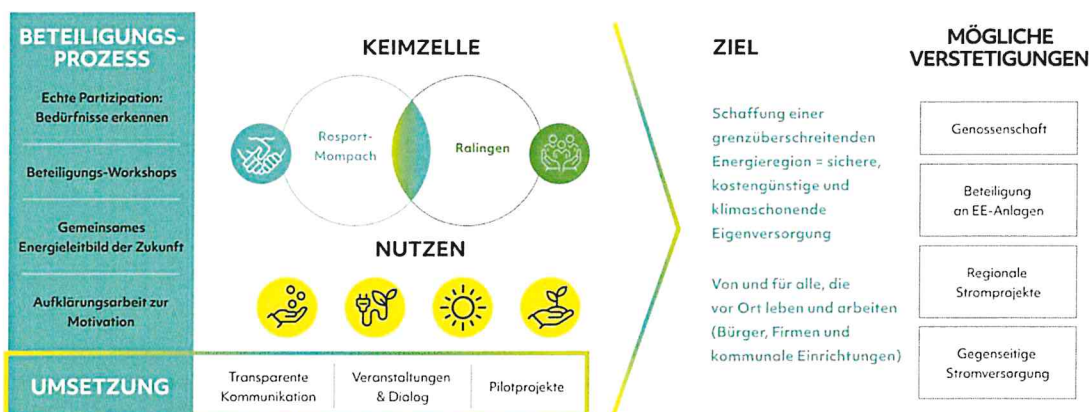 BETEILIGUNGS-
PROZESS
Echte Partizipation:
Bedürfnisse erkennen
Beteiligungs-Workshops
Gemeinsames
Energieleitbild der Zukunft
Aufklärungsarbeit zur
Motivation
KEIMZELLE
Rosport-
Mompach
Ralingen
NUTZEN
UMSETZUNG
Transparente
Kommunikation
Veranstaltungen
& Dialog
Pilotprojekte
ZIEL
Schaffung einer
grenzüberschreitenden
Energieregion = sichere,
kostengünstige und
klimaschonende
Eigenversorgung
Von und für alle, die
vor Ort leben und arbeiten
(Bürger, Firmen und
kommunale Einrichtungen)
MÖGLICHE
VERSTETIGUNGEN
Genossenschaft
Beteiligung
an EE-Anlagen
Regionale
Stromprojekte
Gegenseitige
Stromversorgung